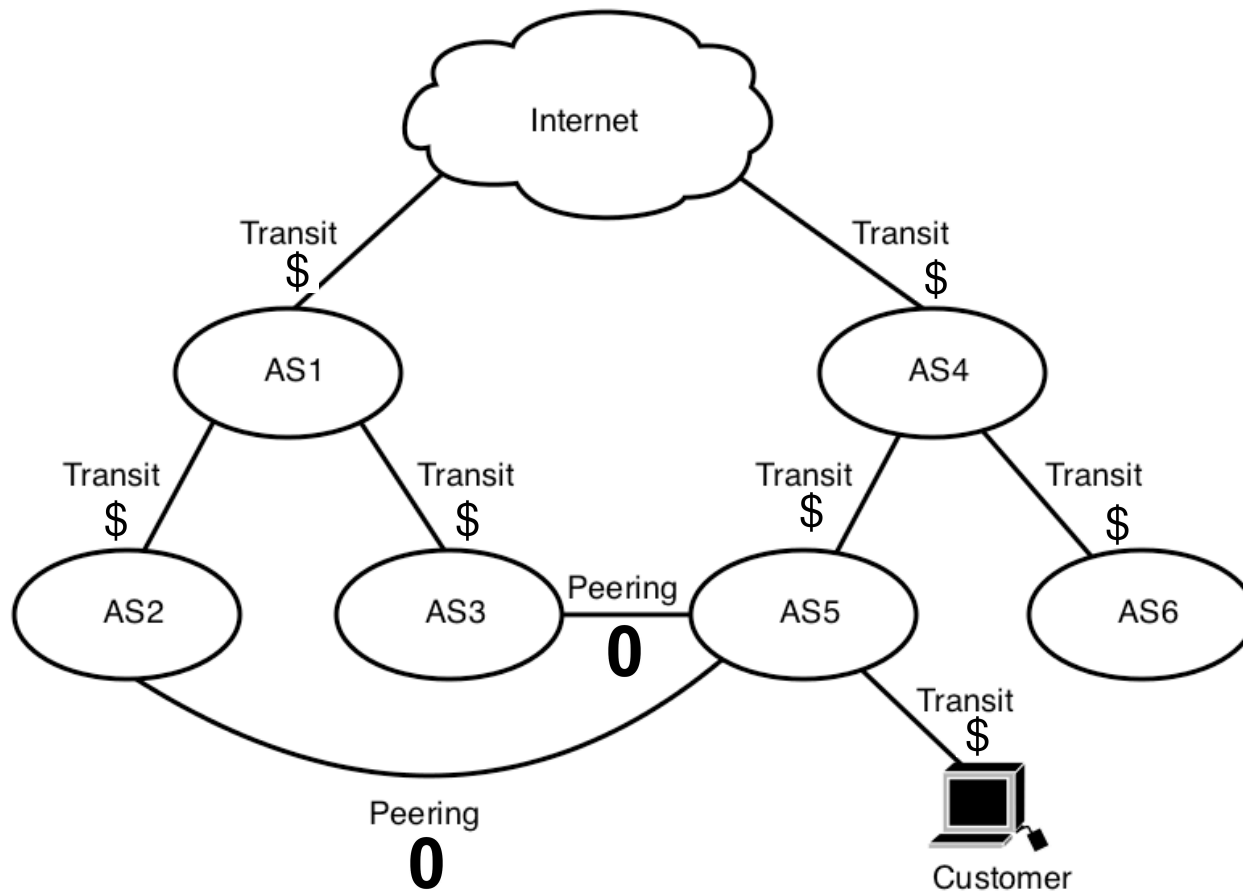 Internet
Transit
$
Transit
$
AS1
AS4
Transit
$
Transit
$
Transit
$
Transit
$
AS2
AS3
Peering
0
AS5
AS6
Transit
$
Peering
0
Customer